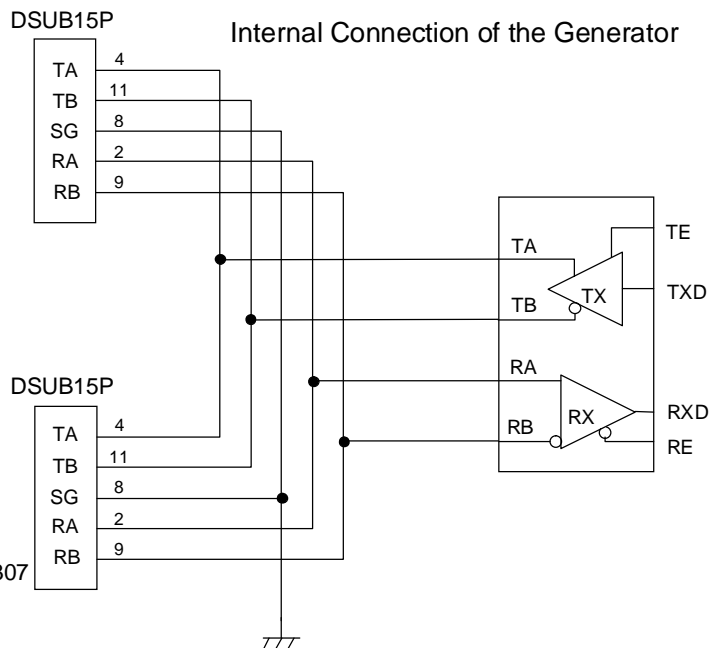 DSUB15P
Internal Connection of the Generator
TA 4
TB 11
SG 8
RA 2
RB 9
TA
TB
TX
TE
TXD
RA
RB
RX
RXD
RE
DSUB15P
TA 4
TB 11
SG 8
RA 2
RB 9
307